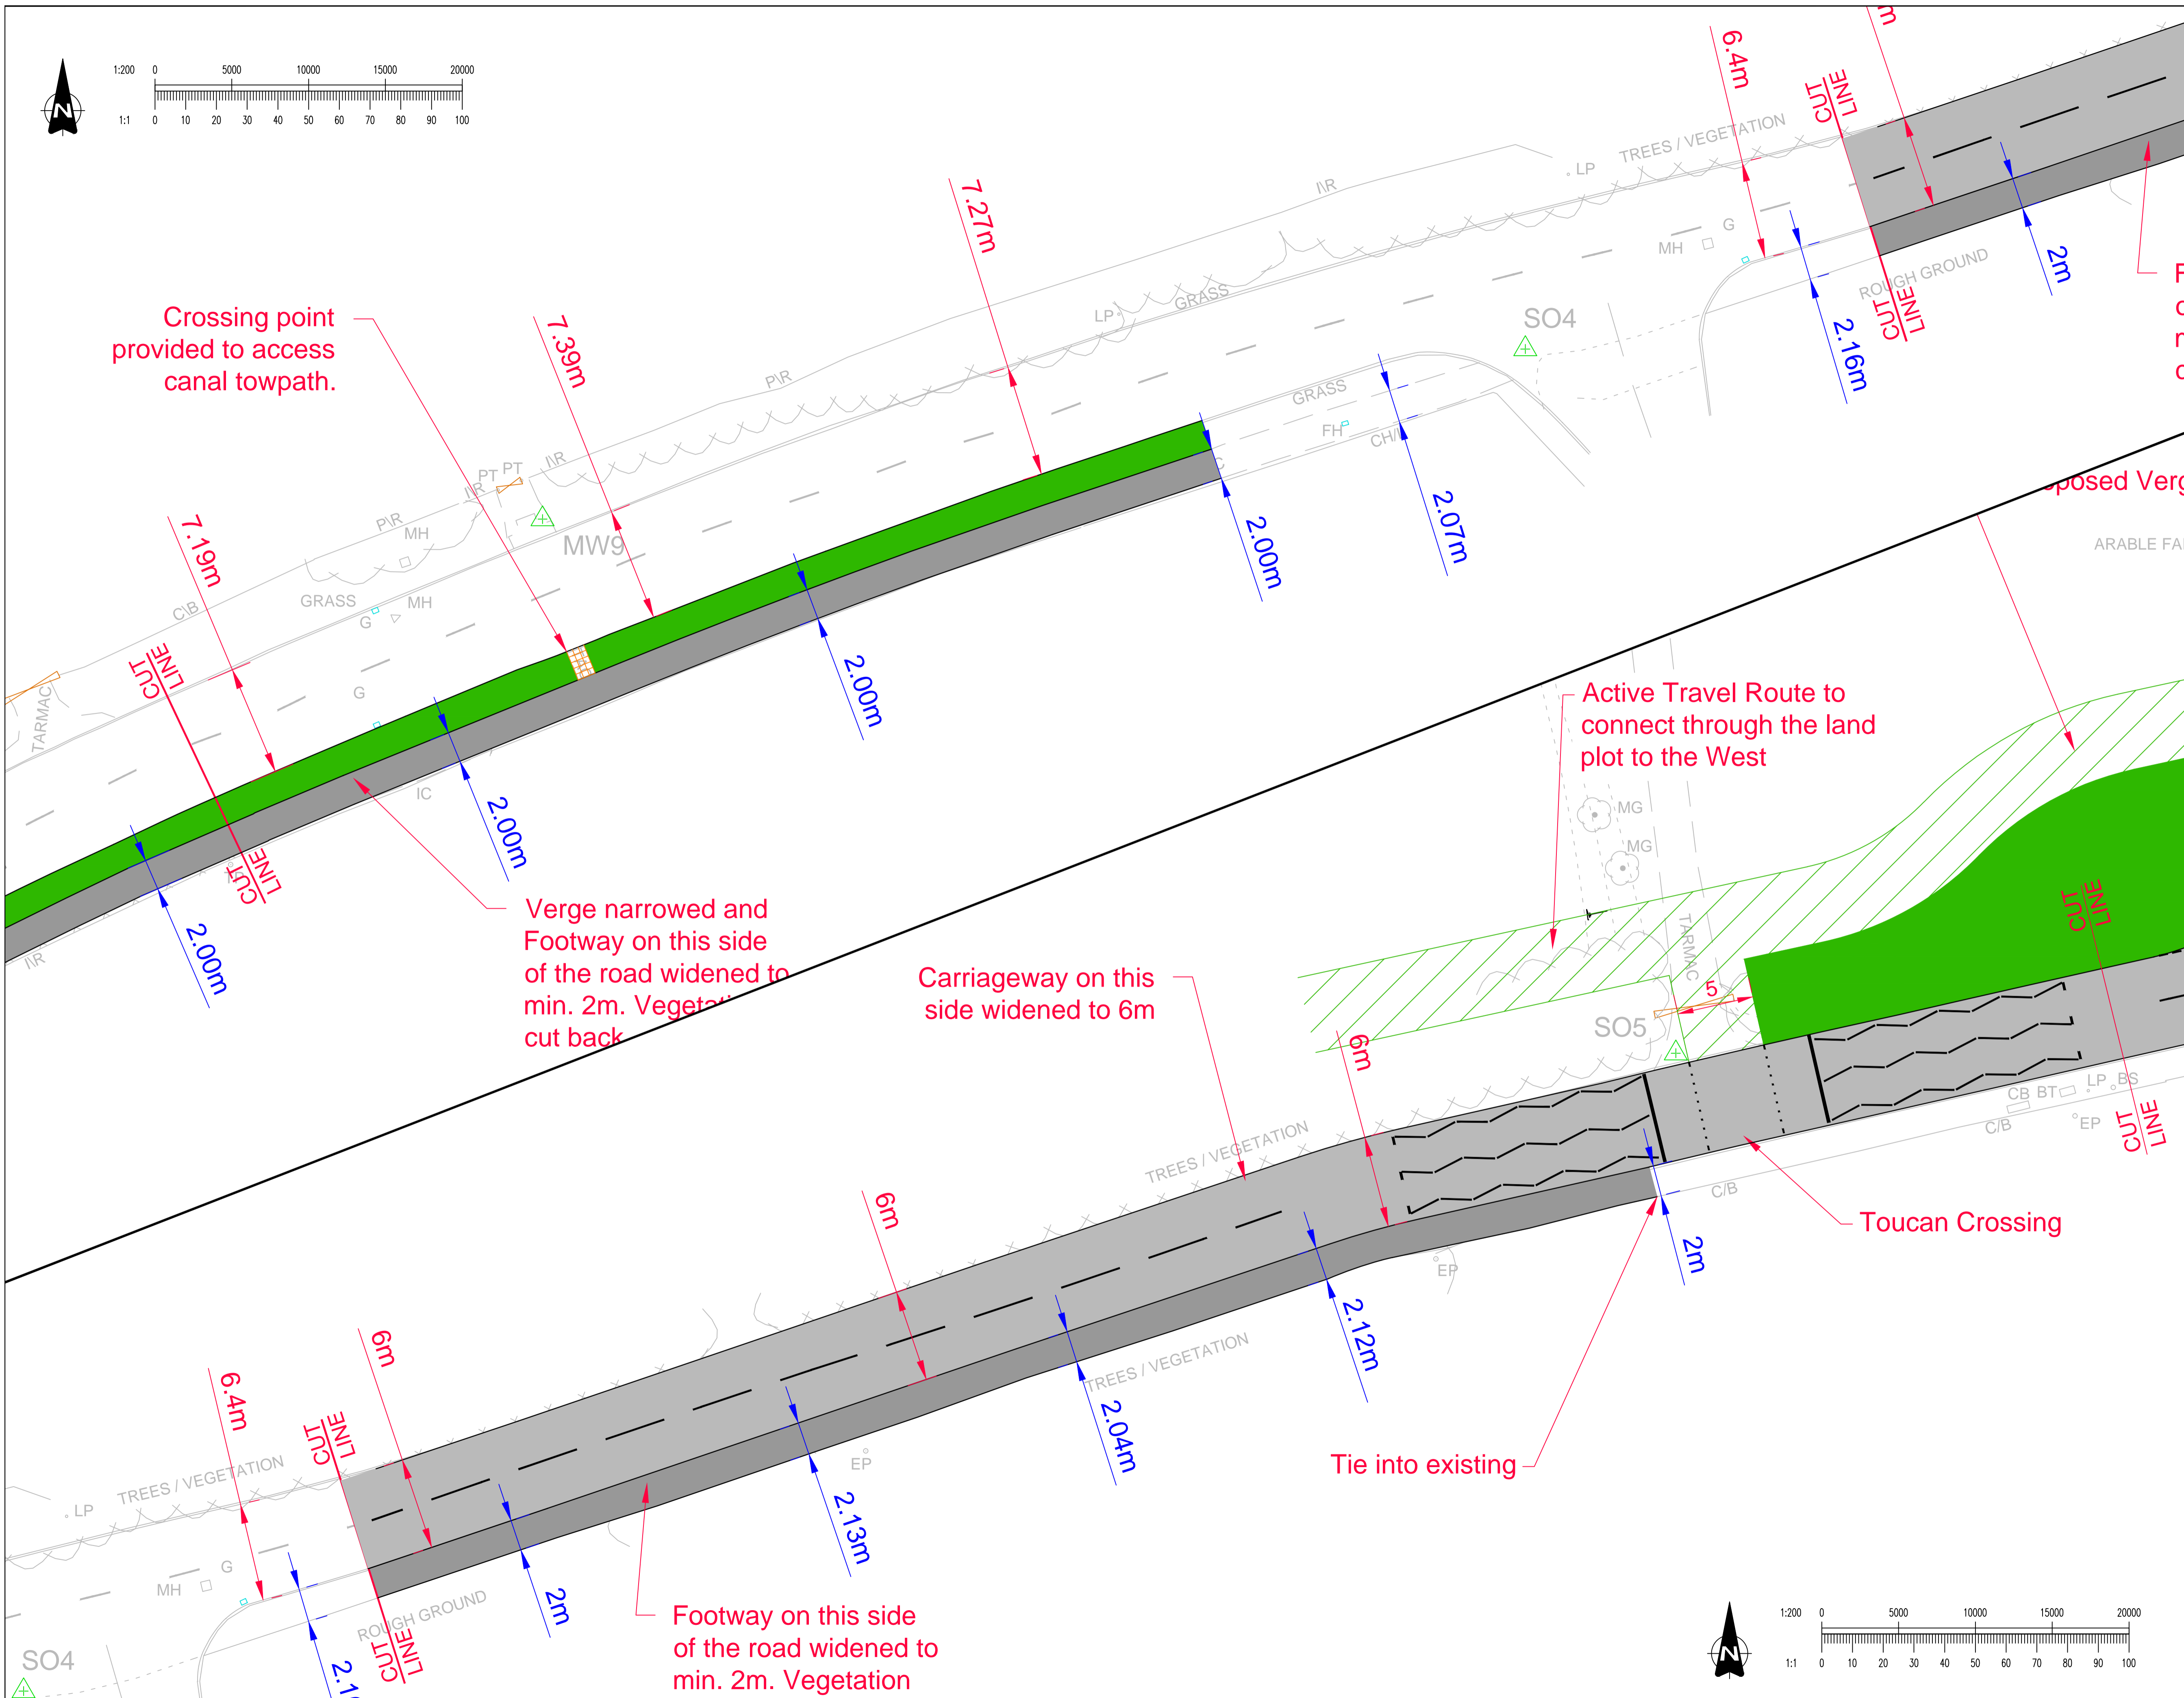 1:200 0 5000 10000 15000 20000
1:1 0 10 20 30 40 50 60 70 80 90 100
N
6.4m
m
CUT
LINE
TREES / VEGETATION
LP
I\R
7.27m
GRASS
LP
MH
G
2m
ROUGH GROUND
CUT
LINE
2.16m
SO4
Crossing point
provided to access
canal towpath.
7.39m
P\R
GRASS
FH
2.07m
2.00m
I\R
PT
PT
I\R
P\R
MH
MW9
7.19m
C\B
GRASS
MH
G
G
CUT
LINE
TARMAC
2.00m
IC
2.00m
CUT
LINE
2.00m
I\R
Verge narrowed and
Footway on this side
of the road widened to
min. 2m.
cut back
ARABLE
Active Travel Route to
connect through the land
plot to the West
MG
MG
TARMAC
CUT
LINE
5
SO5
Carriageway on this
side widened to 6m
6m
TREES / VEGETATION
CB
BT
LP
BS
EP
C/B
CUT
LINE
C/B
Toucan Crossing
2m
EP
6m
2.12m
TREES / VEGETATION
2.04m
Tie into existing
6m
6.4m
CUT
LINE
TREES / VEGETATION
LP
EP
2.13m
G
MH
2m
ROUGH GROUND
CUT
LINE
SO4
Footway on this side
of the road widened to
min. 2m. Vegetation
1:200 0 5000 10000 15000 20000
1:1 0 10 20 30 40 50 60 70 80 90 100
N